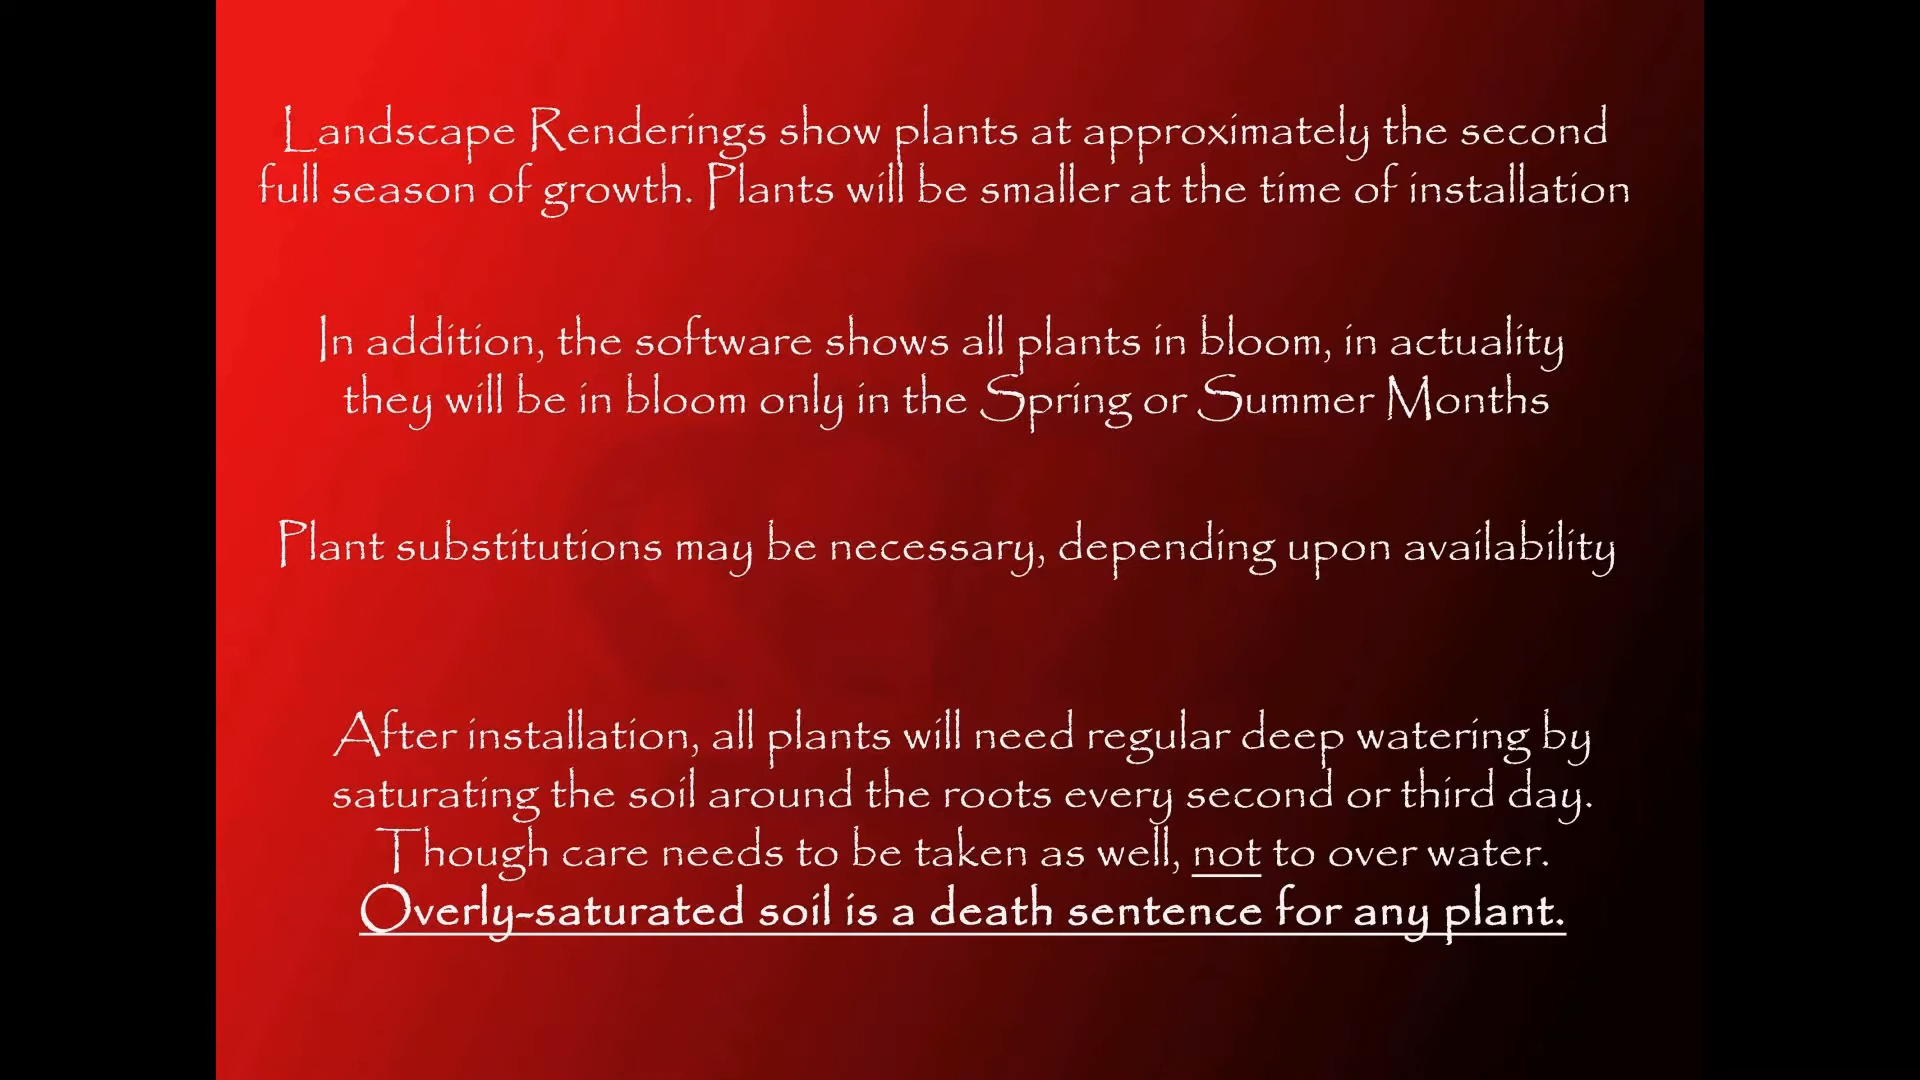 Landscape Renderings show plants at approximately the second
full season of growth. Plants will be smaller at the time of installation
In addition, the software shows all plants in bloom, in actuality
they will be in bloom only in the Spring or Summer Months
Plant substitutions may be necessary, depending upon availability
After installation, all plants will need regular deep watering by
saturating the soil around the roots every second or third day.
Though care needs to be taken as well, not to over water.
Overly-saturated soil is a death sentence for any plant.